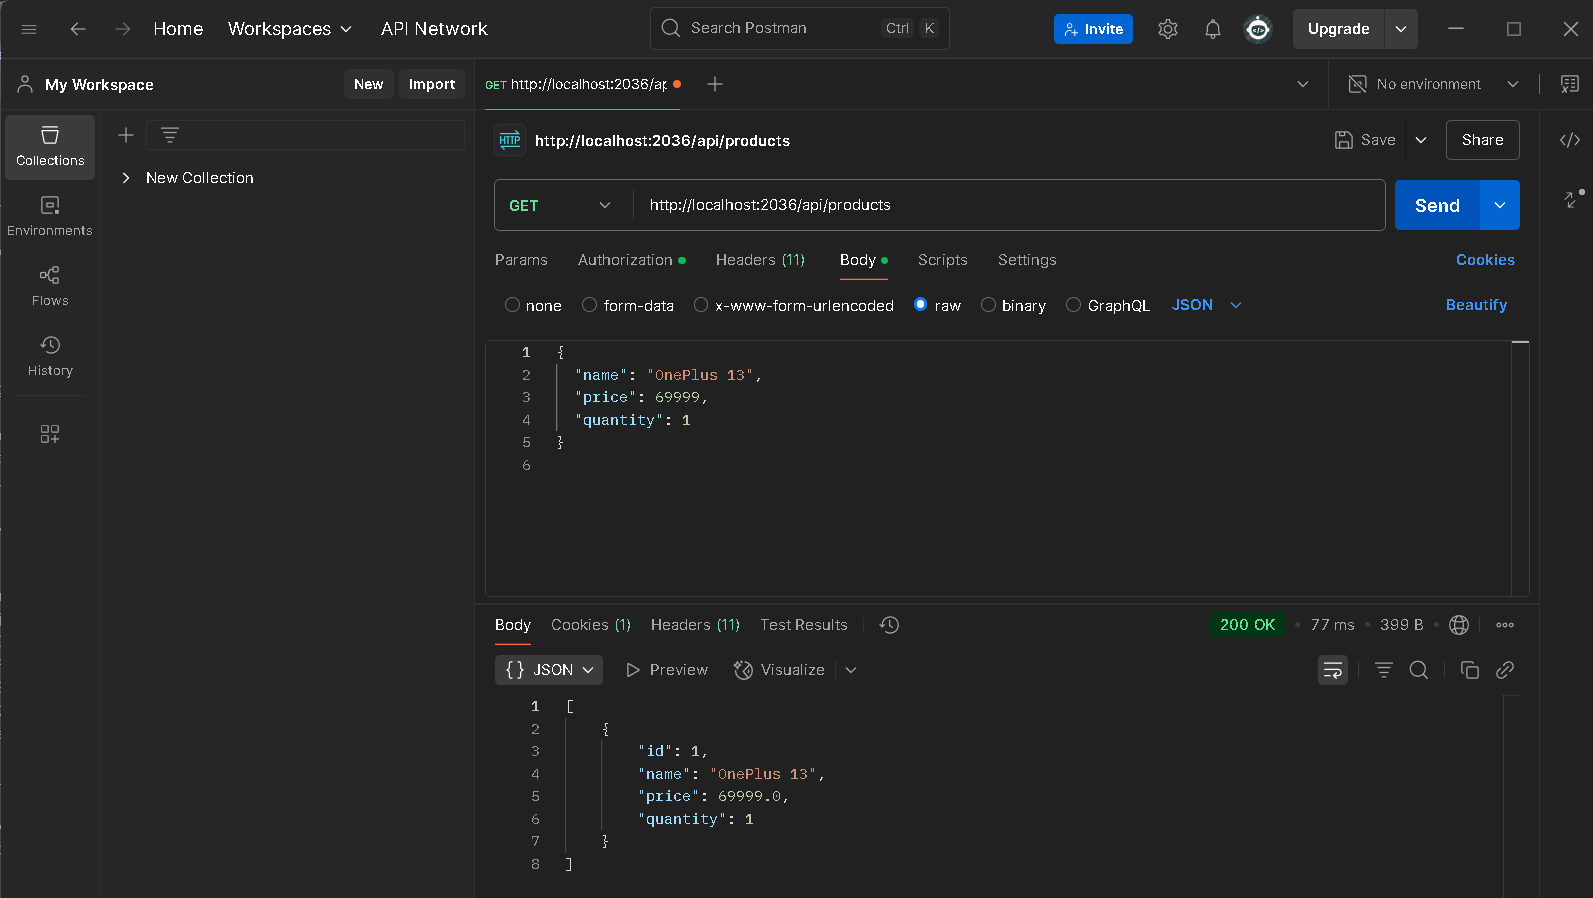 Home Workspaces API Network Search Postman Ctrl K Invite Upgrade
My Workspace New Import GET http://localhost:2036/ap No environment
Collections
Environments
Flows
History
New Collection
HTTP http://localhost:2036/api/products Save Share
GET http://localhost:2036/api/products Send
Params Authorization Headers (11) Body Scripts Settings Cookies
none form-data x-www-form-urlencoded raw binary GraphQL JSON Beautify
1 {
2 "name": "OnePlus 13",
3 "price": 69999,
4 "quantity": 1
5 }
6
Body Cookies (1) Headers (11) Test Results 200 OK • 77 ms • 399 B •
{} JSON Preview Visualize
1 [
2 {
3 "id": 1,
4 "name": "OnePlus 13",
5 "price": 69999.0,
6 "quantity": 1
7 }
8 ]